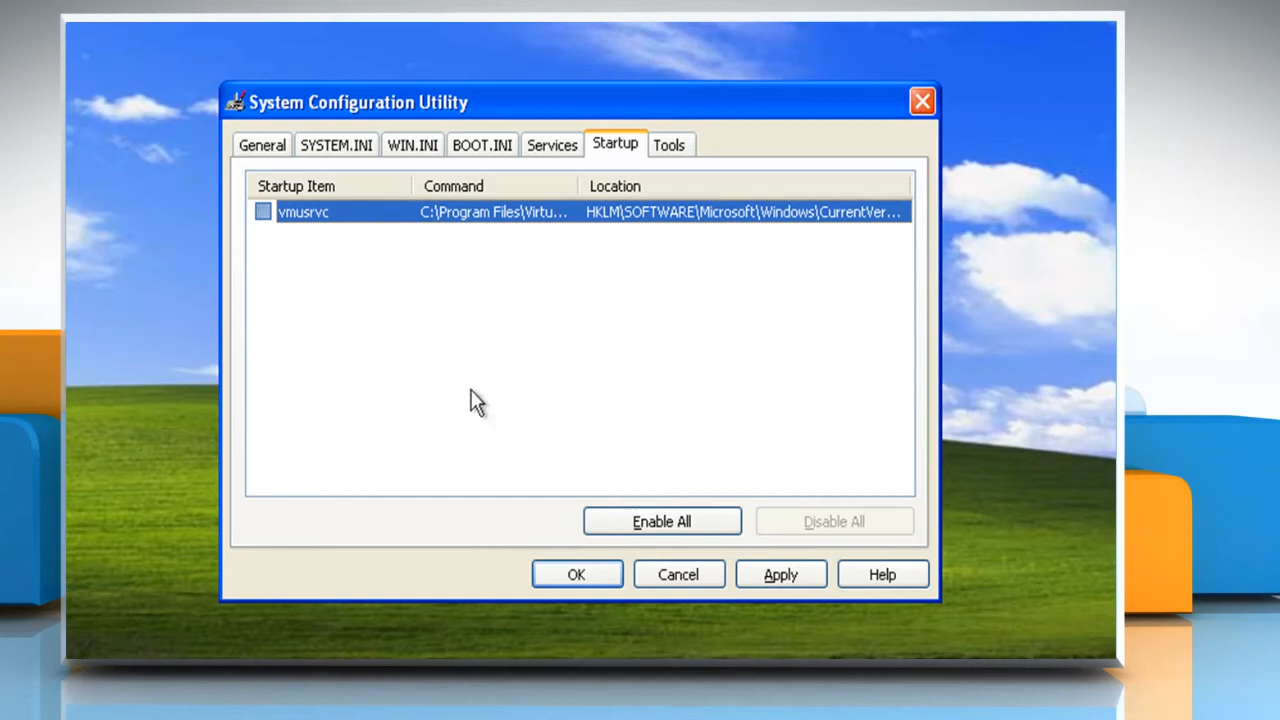 System Configuration Utility
General SYSTEM.INI WIN.INI BOOT.INI Services Startup Tools
Startup Item Command Location
vmusrvc C:\Program Files\Virtu... HKLM\SOFTWARE\Microsoft\Windows\CurrentVer...
Enable All Disable All
OK Cancel Apply Help